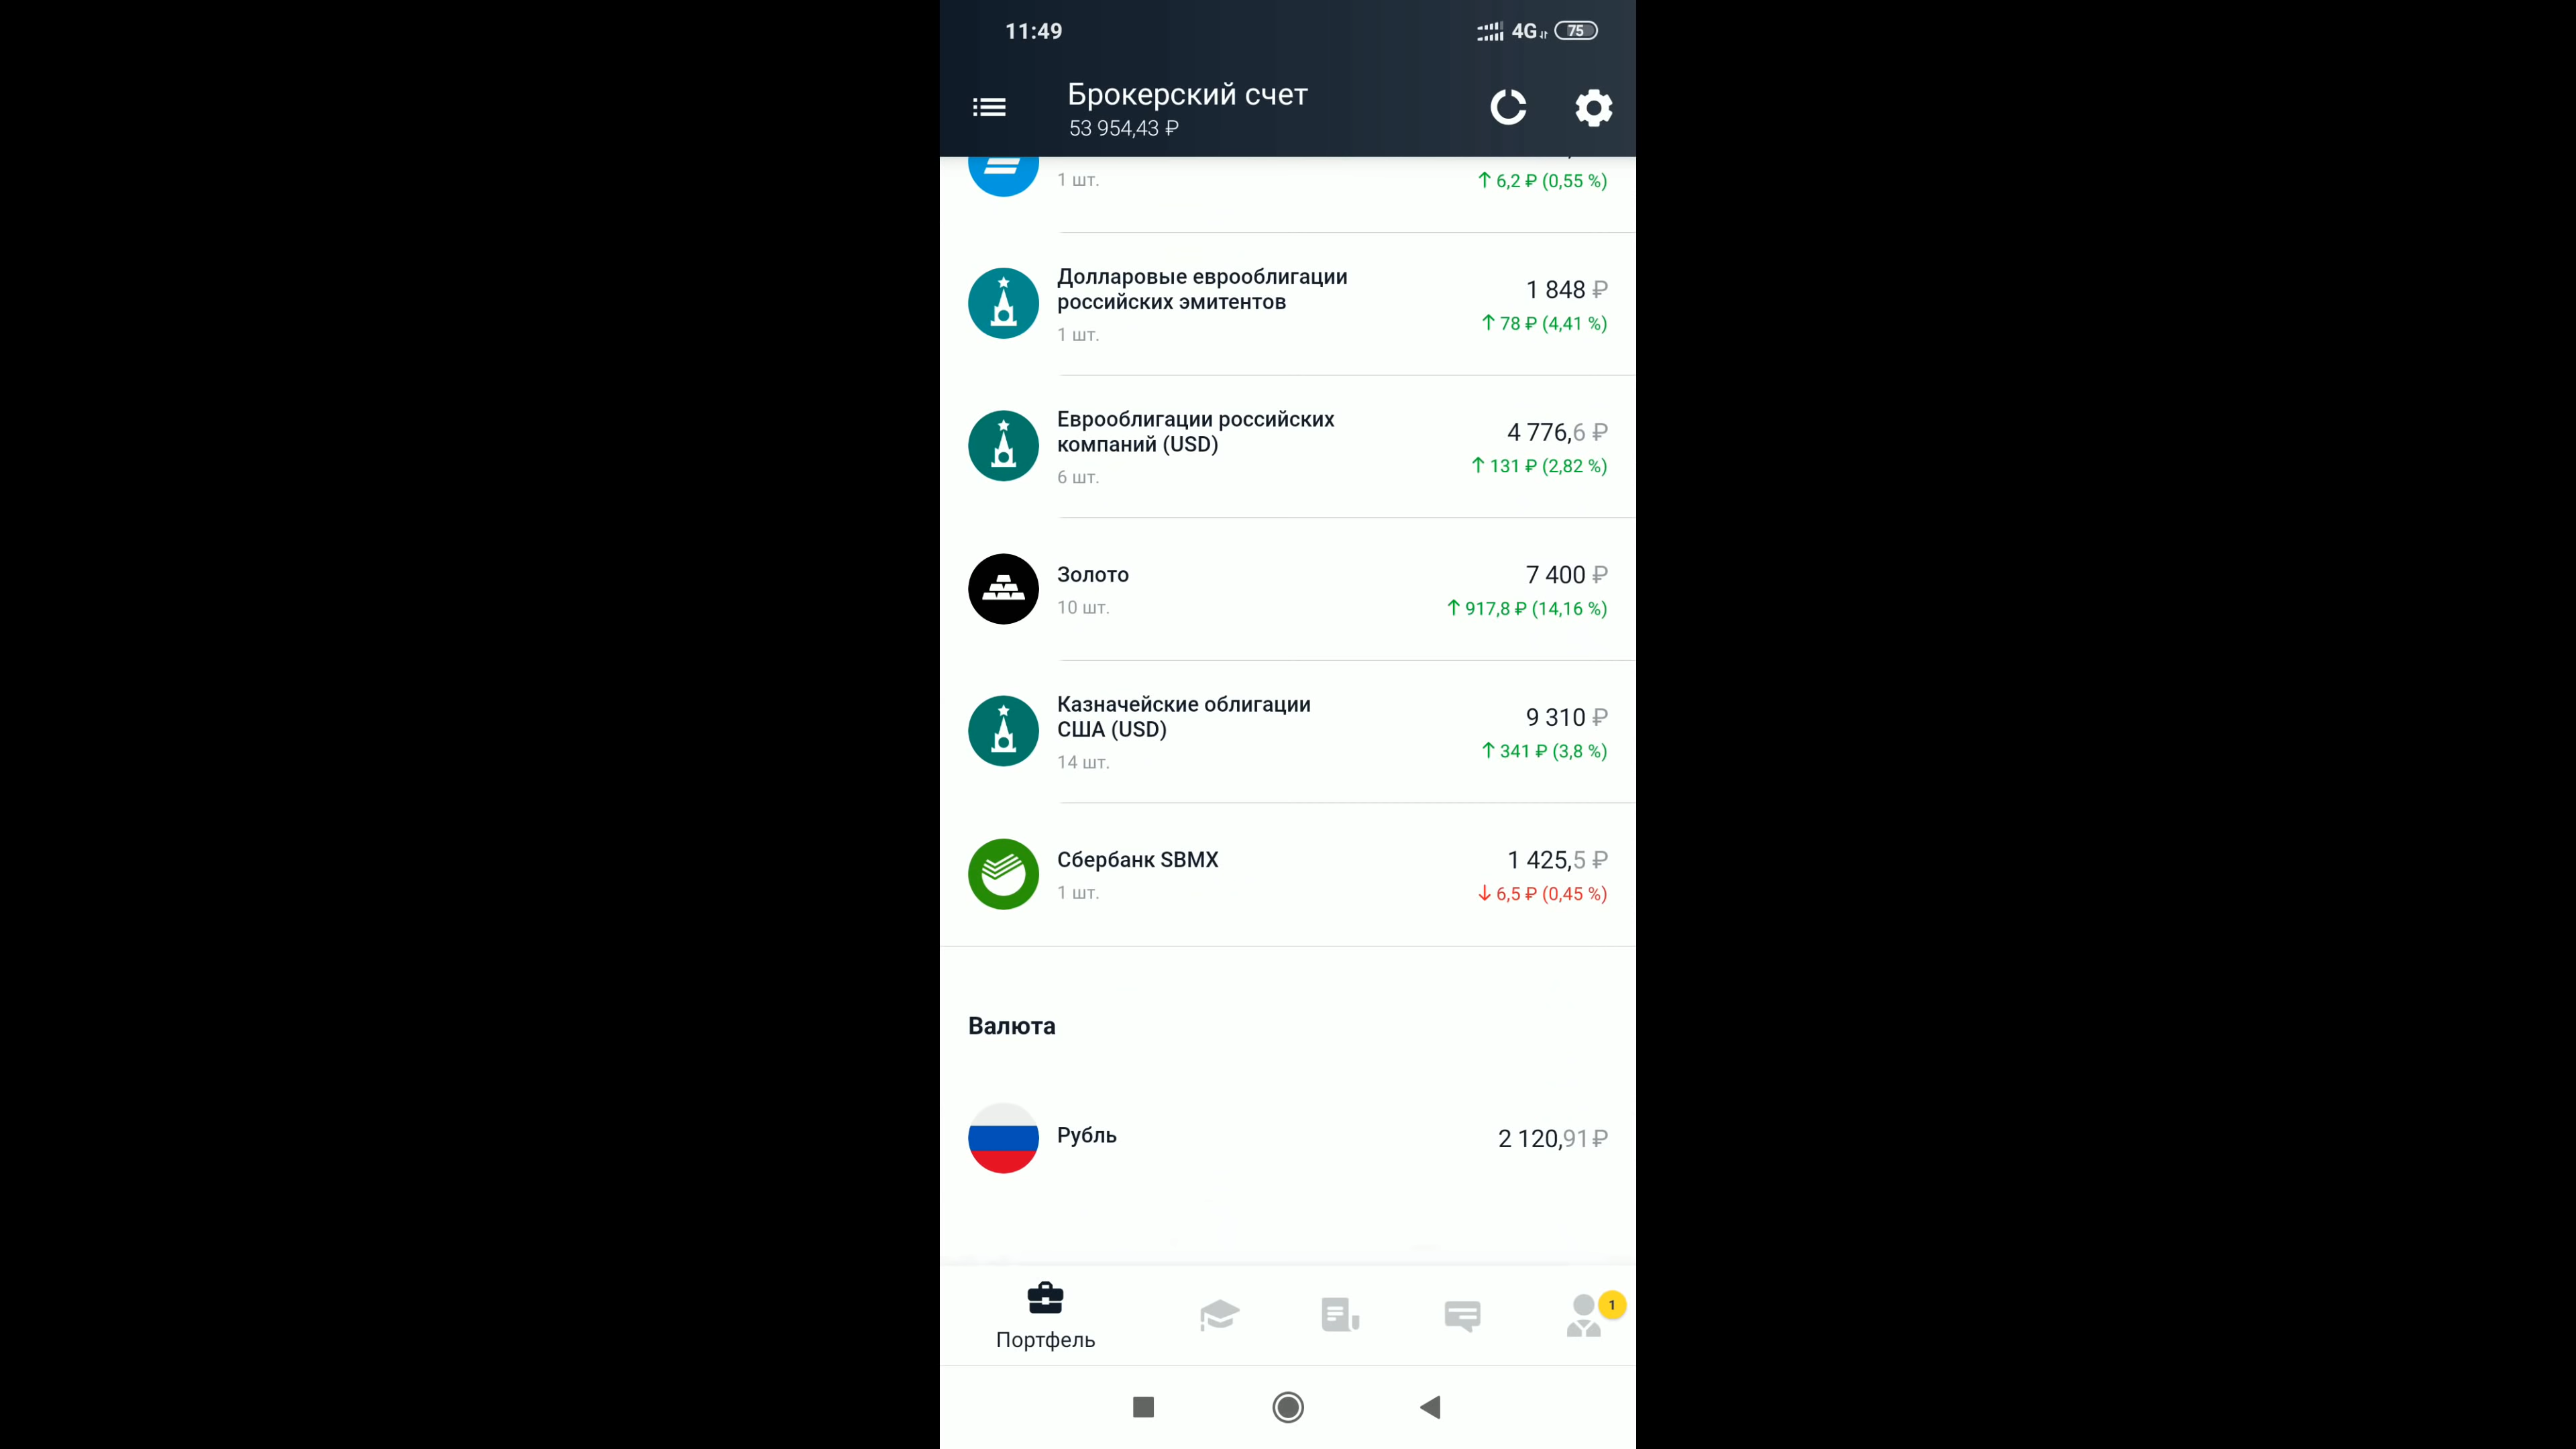 11:49
4G 75
Брокерский счет
53 954,43 ₽
1 шт.
↑ 6,2 ₽ (0,55 %)
Долларовые еврооблигации
российских эмитентов
1 848 ₽
1 шт.
↑ 78 ₽ (4,41 %)
Еврооблигации российских
компаний (USD)
4 776,6 ₽
6 шт.
↑ 131 ₽ (2,82 %)
Золото
7 400 ₽
10 шт.
↑ 917,8 ₽ (14,16 %)
Казначейские облигации
США (USD)
9 310 ₽
14 шт.
↑ 341 ₽ (3,8 %)
Сбербанк SBMX
1 425,5 ₽
1 шт.
↓ 6,5 ₽ (0,45 %)
Валюта
Рубль
2 120,91 ₽
1
Портфель